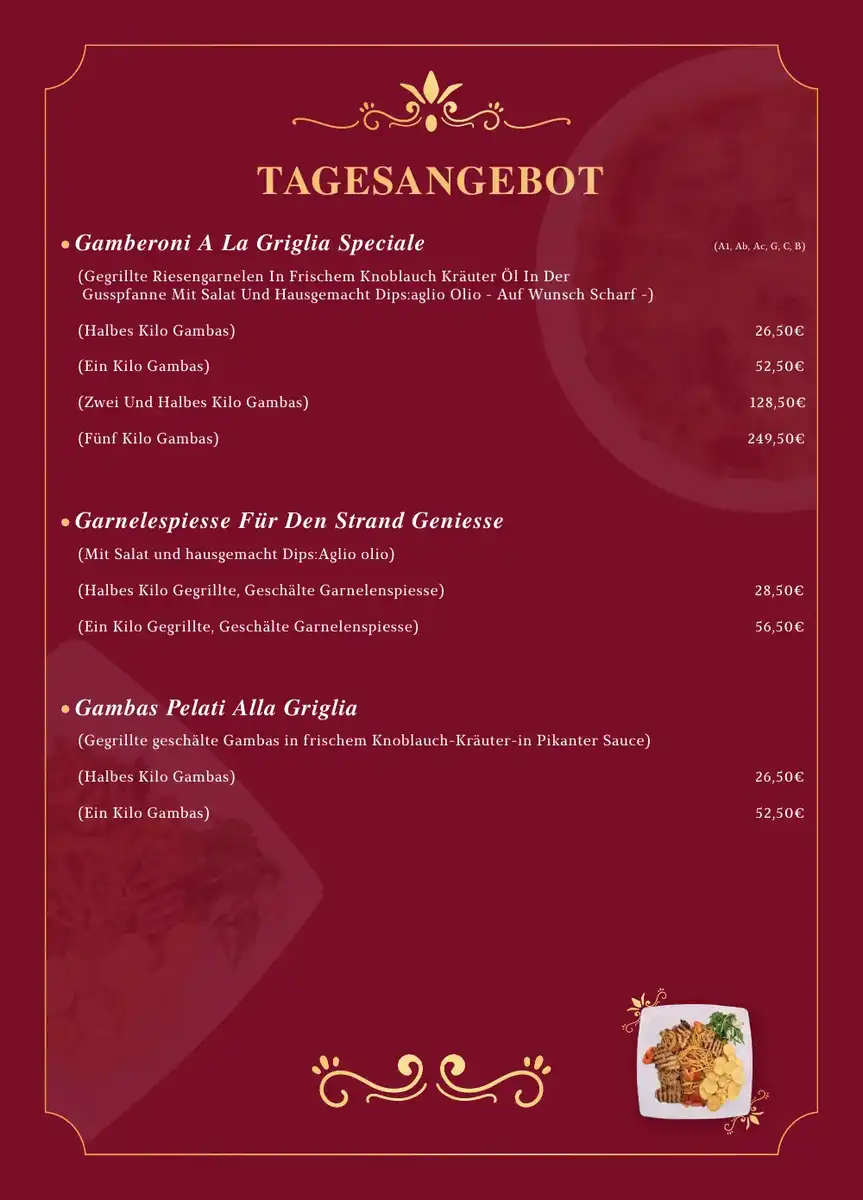 TAGESANGEBOT
Gamberoni A La Griglia Speciale (A1, Ab, Ac, G, C, B)
(Gegrillte Riesengarnelen In Frischem Knoblauch Kräuter Öl In Der
Gusspfanne Mit Salat Und Hausgemacht Dips:aglio Olio - Auf Wunsch Scharf -)
(Halbes Kilo Gambas) 26,50€
(Ein Kilo Gambas) 52,50€
(Zwei Und Halbes Kilo Gambas) 128,50€
(Fünf Kilo Gambas) 249,50€
Garnelespiesse Für Den Strand Geniesse
(Mit Salat und hausgemacht Dips:Aglio olio)
(Halbes Kilo Gegrillte, Geschälte Garnelenspiesse) 28,50€
(Ein Kilo Gegrillte, Geschälte Garnelenspiesse) 56,50€
Gambas Pelati Alla Griglia
(Gegrillte geschälte Gambas in frischem Knoblauch-Kräuter-in Pikanter Sauce)
(Halbes Kilo Gambas) 26,50€
(Ein Kilo Gambas) 52,50€